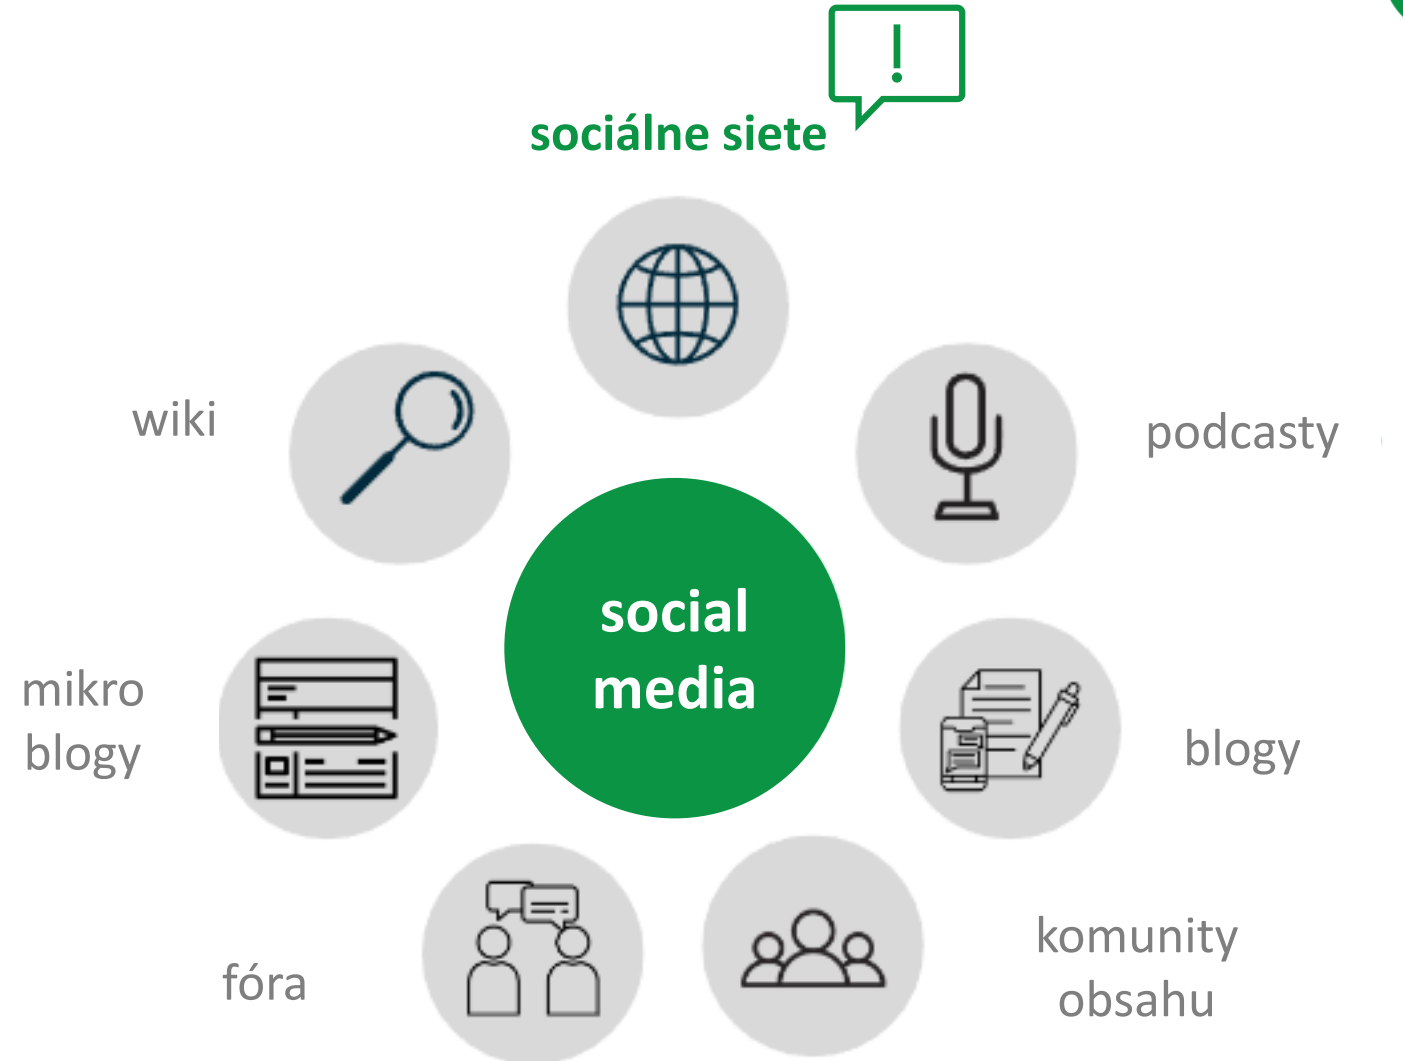 !
sociálne siete
wiki
podcasty
social
media
mikro
blogy
blogy
fóra
komunity
obsahu